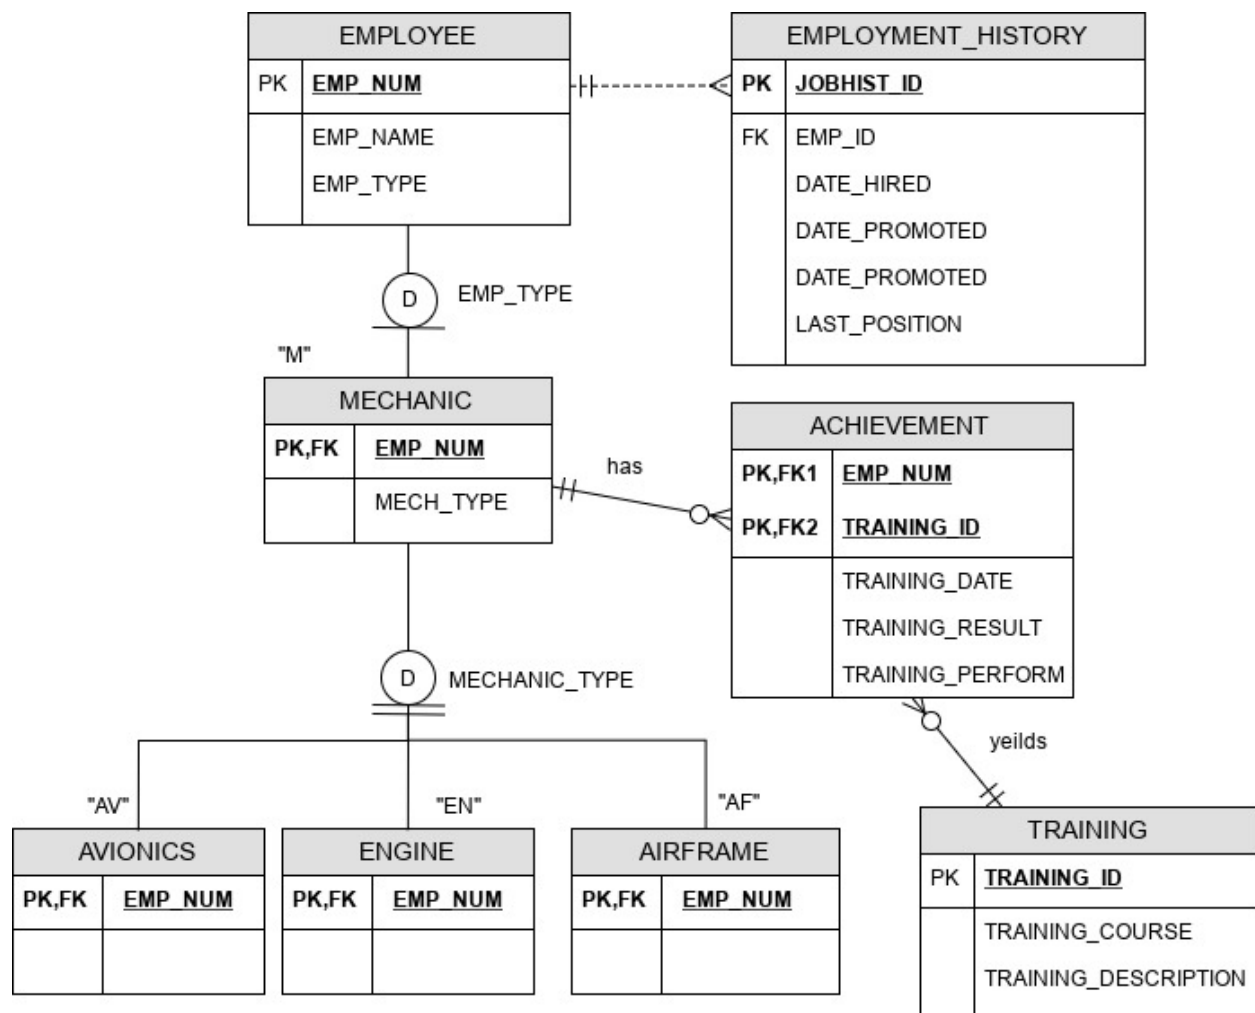 EMPLOYEE
PK EMP_NUM
EMP_NAME
EMP_TYPE
EMPLOYMENT_HISTORY
PK JOBHIST_ID
FK EMP_ID
DATE_HIRED
DATE_PROMOTED
DATE_PROMOTED
LAST_POSITION
D EMP_TYPE
"M"
MECHANIC
PK,FK EMP_NUM
MECH_TYPE
has
ACHIEVEMENT
PK,FK1 EMP_NUM
PK,FK2 TRAINING_ID
TRAINING_DATE
TRAINING_RESULT
TRAINING_PERFORM
D MECHANIC_TYPE
yeilds
"AV"
"EN"
"AF"
AVIONICS
PK,FK EMP_NUM
ENGINE
PK,FK EMP_NUM
AIRFRAME
PK,FK EMP_NUM
TRAINING
PK TRAINING_ID
TRAINING_COURSE
TRAINING_DESCRIPTION